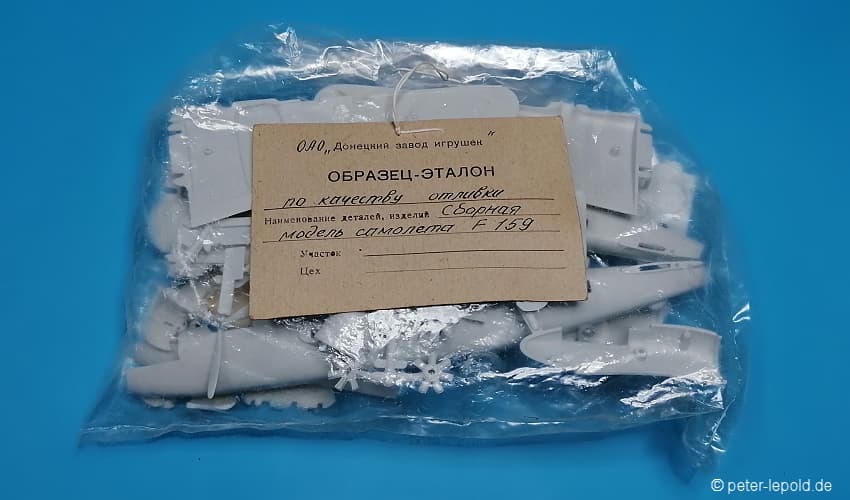 ОАО „Донецкий завод игрушек"
ОБРАЗЕЦ-ЭТАЛОН
по качеству отливки
Наименование деталей, изделий Сборная
модель самолета F 159
Участок
Цех
© peter-lepold.de